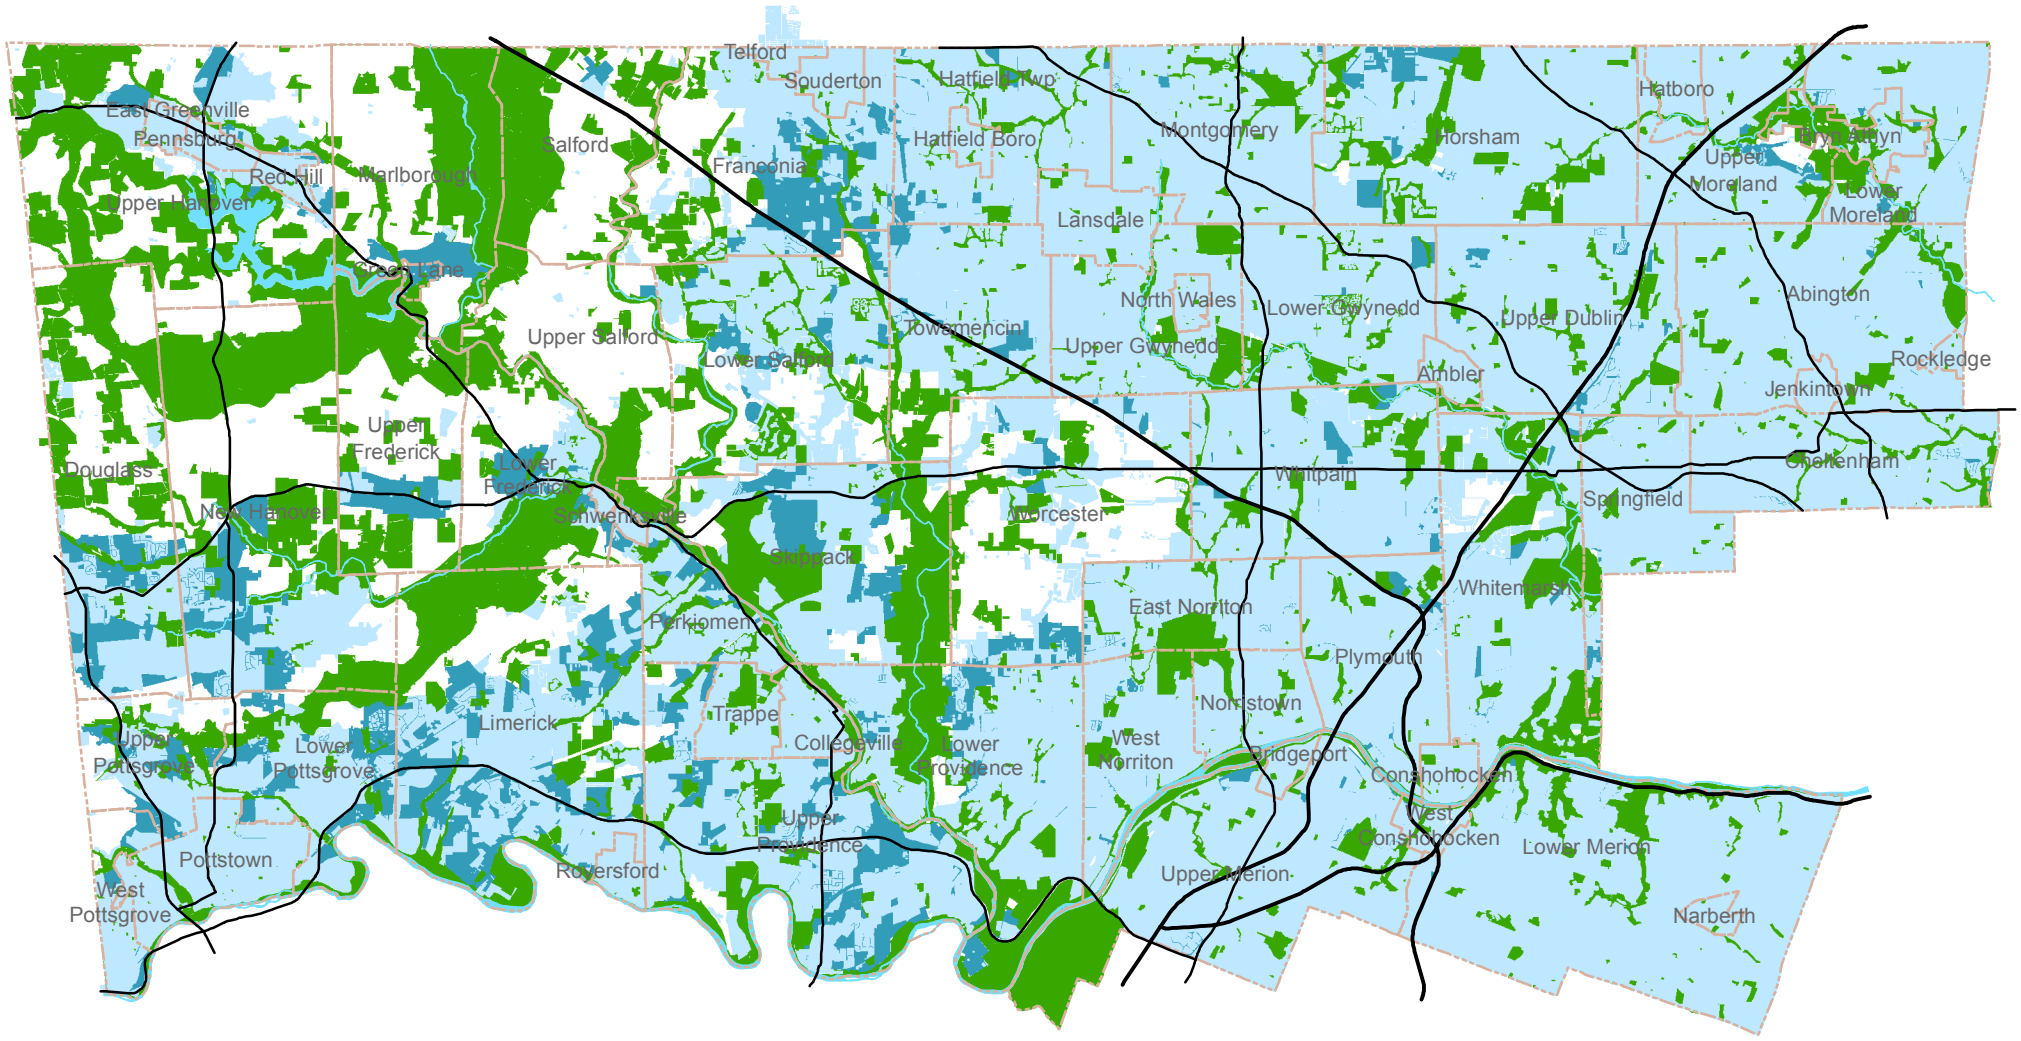 Telford
Souderton
Hatfield Twp
Hatboro
East Greenville
Pennsburg
Hatfield Boro
Montgomery
Horsham
Bryn Athyn
Salford
Franconia
Upper
Moreland
Red Hill
Marlborough
Upper Hanover
Lower
Moreland
Lansdale
Green Lane
Abington
North Wales
Lower Gwynedd
Upper Dublin
Upper Salford
Towamencin
Lower Salford
Upper Gwynedd
Rockledge
Ambler
Jenkintown
Upper
Frederick
Douglass
Lower
Frederick
Whitpain
Cheltenham
Springfield
New Hanover
Schwenksville
Worcester
Skippack
Whitemarsh
East Norriton
Perkiomen
Plymouth
Norristown
Trappe
Limerick
Upper
Pottsgrove
Lower
Pottsgrove
Collegeville
Lower
Providence
West
Norriton
Bridgeport
Conshohocken
West
Conshohocken
Upper
Providence
Lower Merion
Pottstown
Royersford
Upper Merion
West
Pottsgrove
Narberth